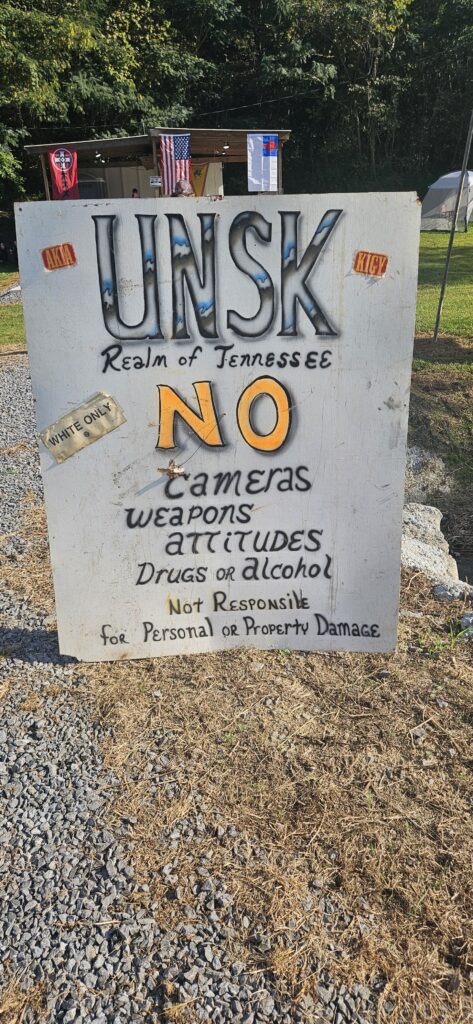 UNSK
AKIA
KIGY
Realm of Tennessee
NO
WHITE ONLY
Cameras
weapons
attitudes
Drugs or alcohol
Not Responsile
for Personal or Property Damage